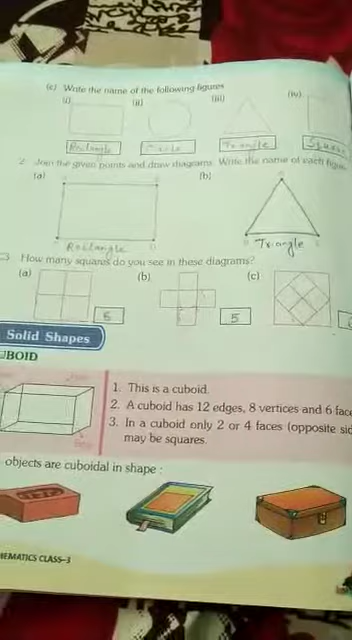 (c) Write the name of the following figures
(i) (ii) (iii) (iv)
Rectangle Circle Triangle Square
2. Join the given points and draw diagrams. Write the name of each figure
(a) (b)
Rectangle Triangle
3. How many squares do you see in these diagrams?
(a) (b) (c)
5 5
Solid Shapes
UBOID
1. This is a cuboid.
2. A cuboid has 12 edges, 8 vertices and 6 face
3. In a cuboid only 2 or 4 faces (opposite sid
may be squares.
objects are cuboidal in shape :
HEMATICS CLASS–3